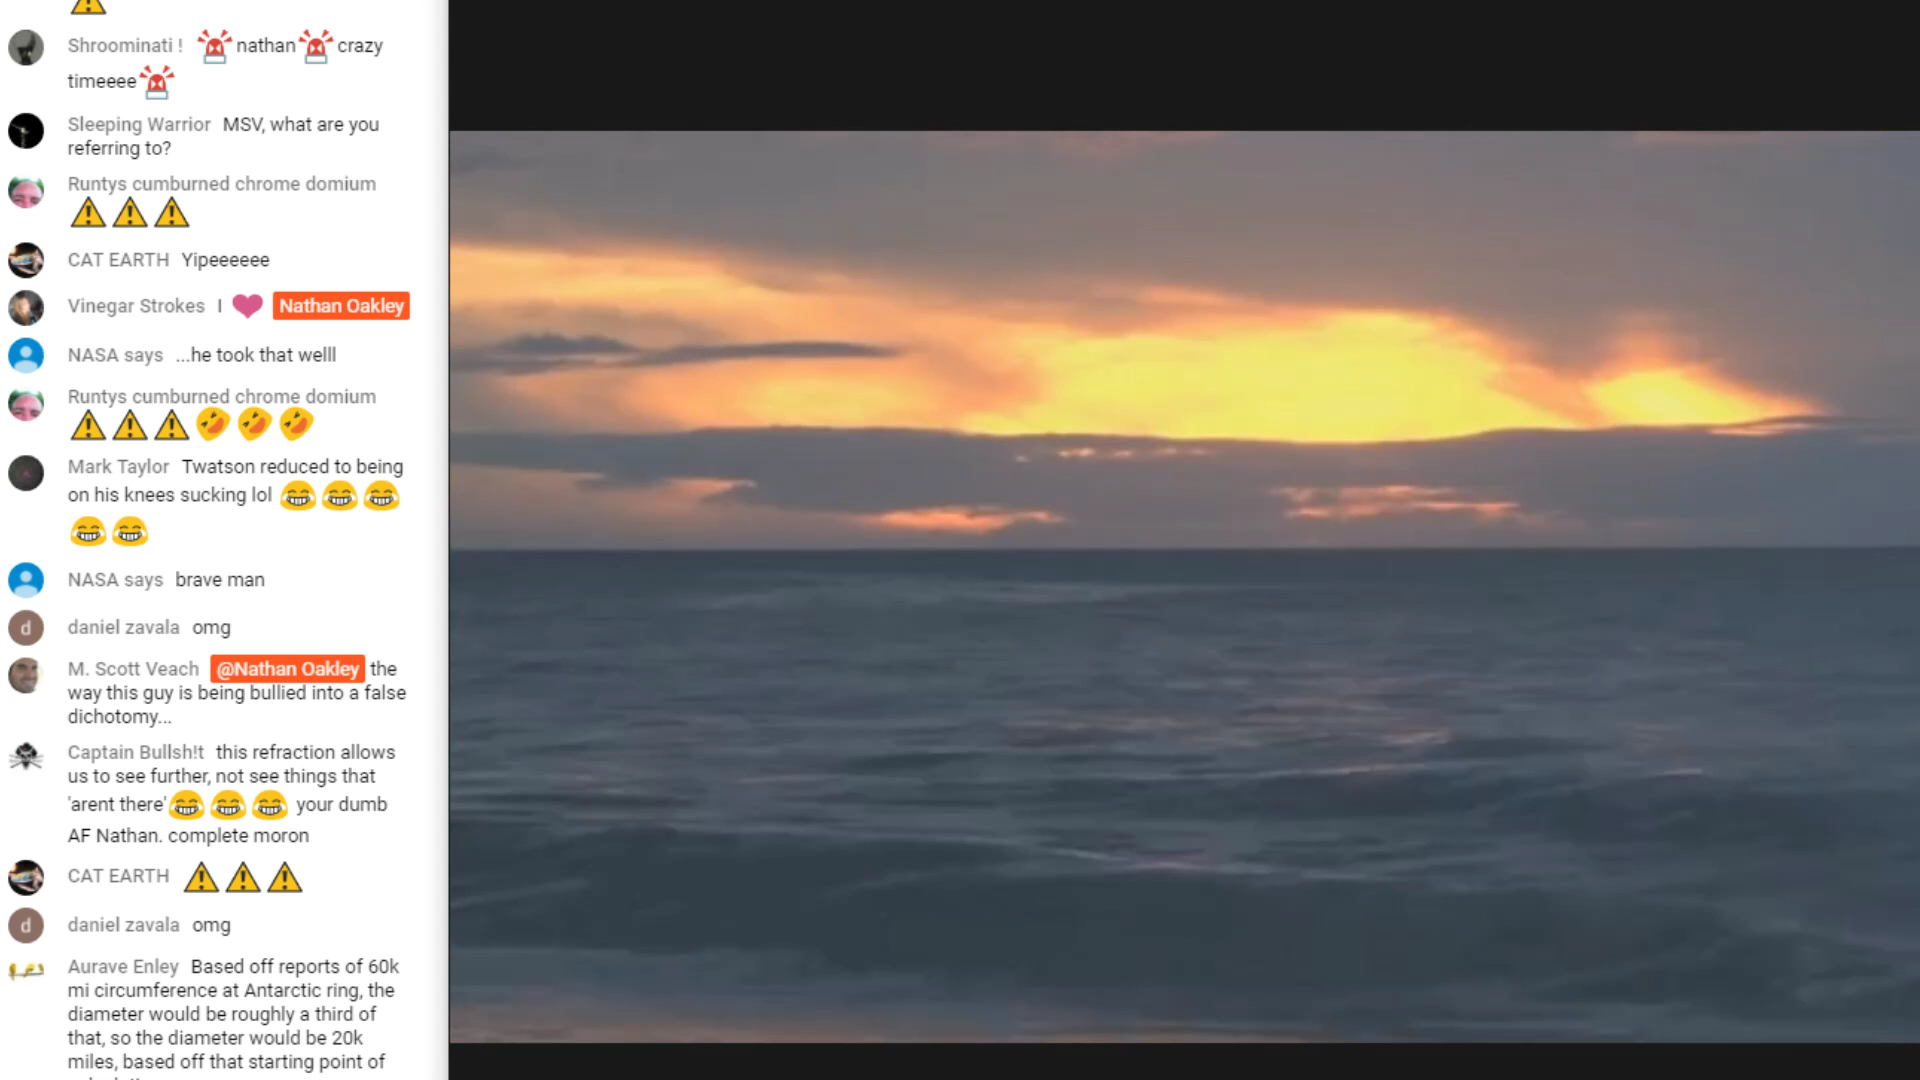 Shroominati ! nathan crazy
timeeee
Sleeping Warrior MSV, what are you
referring to?
Runtys cumburned chrome domium
CAT EARTH Yipeeeeee
Vinegar Strokes I Nathan Oakley
NASA says ...he took that welll
Runtys cumburned chrome domium
Mark Taylor Twatson reduced to being
on his knees sucking lol
NASA says brave man
d daniel zavala omg
M. Scott Veach @Nathan Oakley the
way this guy is being bullied into a false
dichotomy...
Captain Bullsh!t this refraction allows
us to see further, not see things that
'arent there' your dumb
AF Nathan. complete moron
CAT EARTH
d daniel zavala omg
Aurave Enley Based off reports of 60k
mi circumference at Antarctic ring, the
diameter would be roughly a third of
that, so the diameter would be 20k
miles, based off that starting point of